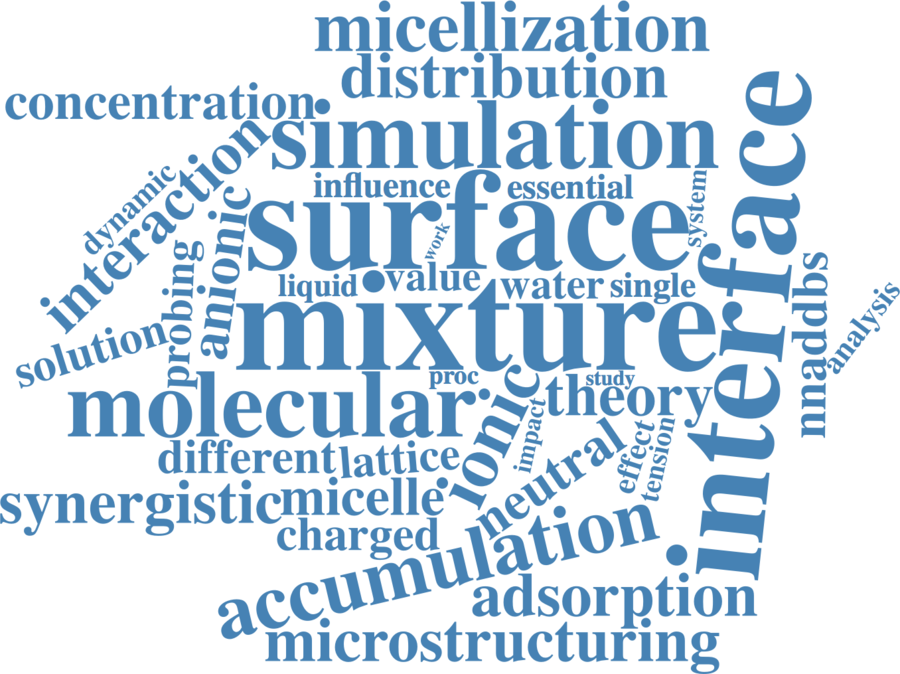 micellization
distribution
concentration
simulation
interface
interaction
dynamic
influence
essential
system
surface
anionic
work
probing
liquid
value
water
single
nnaddbs
analysis
solution
mixture
proc
study
molecular
ionic
theory
impact
different
lattice
neutral
effect
tension
synergistic
micelle
charged
accumulation
adsorption
microstructuring